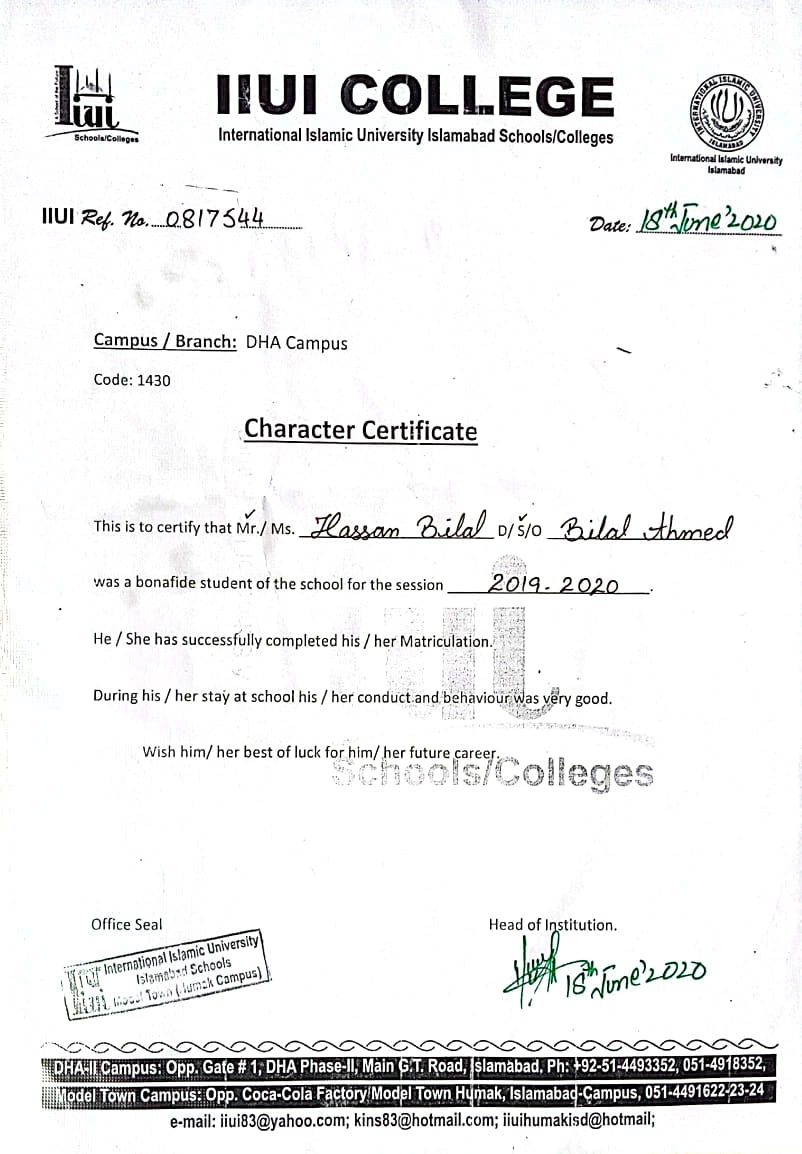 iiui
Schools/Colleges
IIUI COLLEGE
International Islamic University Islamabad Schools/Colleges
INTERNATIONAL ISLAMIC UNIVERSITY
ISLAMABAD
International Islamic University
Islamabad
IIUI Ref. No. 0817544
Date: 18th June'2020
Campus / Branch: DHA Campus
Code: 1430
Character Certificate
This is to certify that Mr./ Ms. Hassan Bilal D/ S/O Bilal Ahmed
was a bonafide student of the school for the session 2019-2020.
He / She has successfully completed his / her Matriculation.
During his / her stay at school his / her conduct and behaviour was very good.
Wish him/ her best of luck for him/ her future career.
Schools/Colleges
Office Seal
Head of Institution.
International Islamic University
Islamabad Schools
Model Town (Humak Campus)
18th June'2020
DHA-II Campus: Opp. Gate # 1, DHA Phase-II, Main G.T. Road, Islamabad, Ph: +92-51-4493352, 051-4918352,
Model Town Campus: Opp. Coca-Cola Factory Model Town Humak, Islamabad-Campus, 051-4491622-23-24
e-mail: iiui83@yahoo.com; kins83@hotmail.com; iiuihumakisd@hotmail;